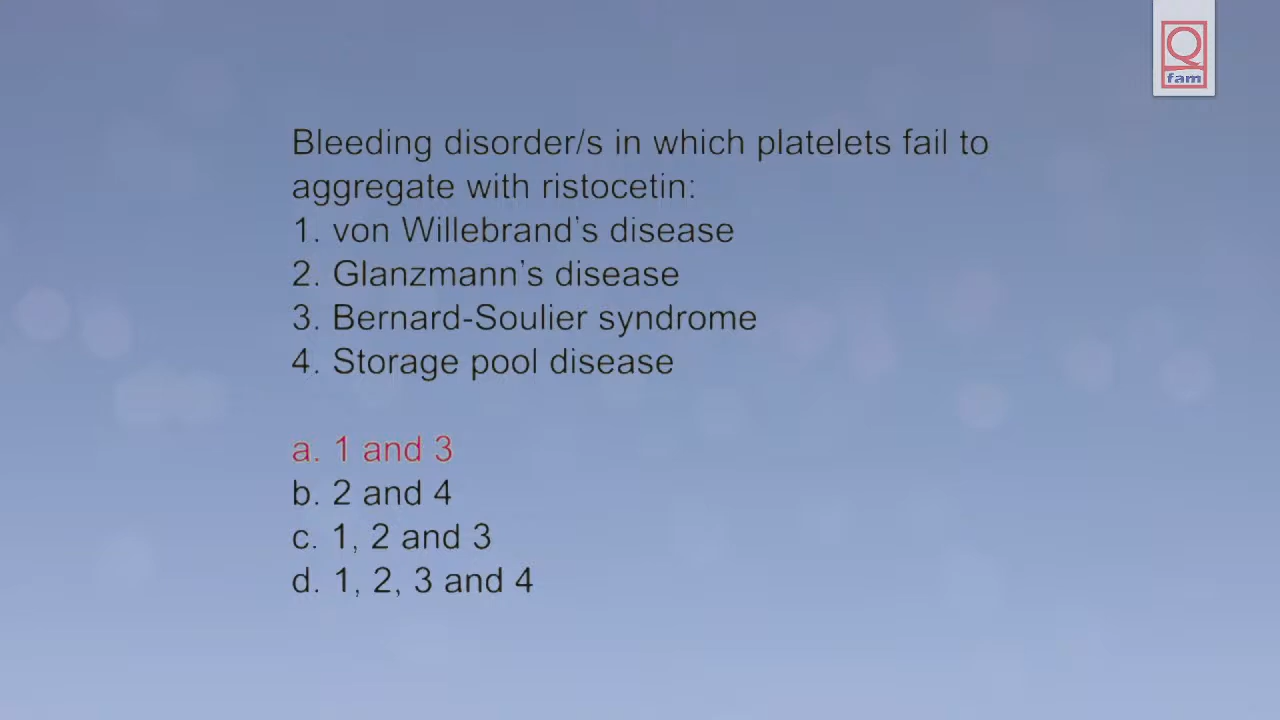 Q
fam
Bleeding disorder/s in which platelets fail to
aggregate with ristocetin:
1. von Willebrand's disease
2. Glanzmann's disease
3. Bernard-Soulier syndrome
4. Storage pool disease
a. 1 and 3
b. 2 and 4
c. 1, 2 and 3
d. 1, 2, 3 and 4